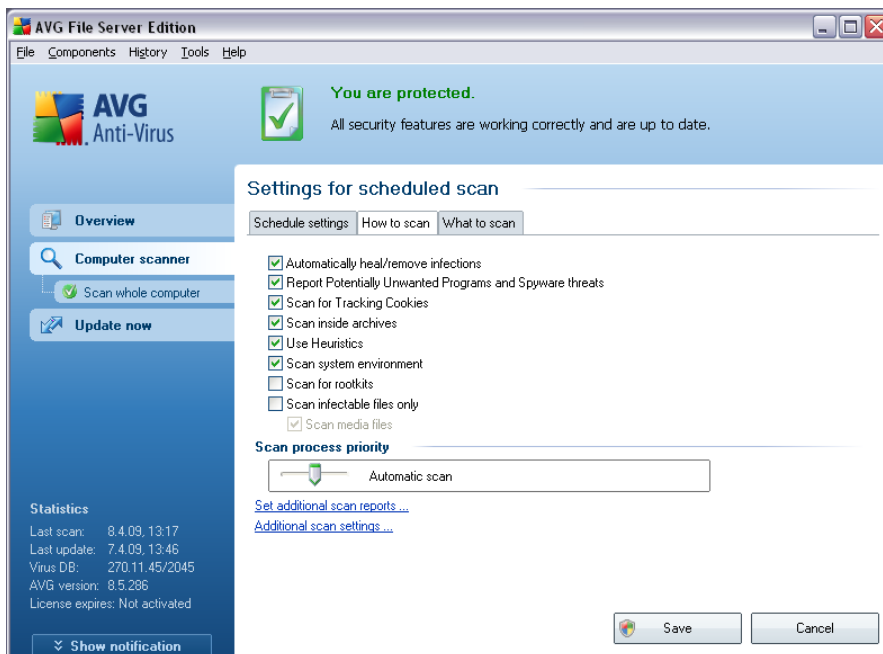 AVG File Server Edition
File Components History Tools Help
AVG
Anti-Virus
You are protected.
All security features are working correctly and are up to date.
Overview
Computer scanner
Scan whole computer
Update now
Settings for scheduled scan
Schedule settings How to scan What to scan
Automatically heal/remove infections
Report Potentially Unwanted Programs and Spyware threats
Scan for Tracking Cookies
Scan inside archives
Use Heuristics
Scan system environment
Scan for rootkits
Scan infectable files only
Scan media files
Scan process priority
Automatic scan
Set additional scan reports ...
Additional scan settings ...
Statistics
Last scan: 8.4.09, 13:17
Last update: 7.4.09, 13:46
Virus DB: 270.11.45/2045
AVG version: 8.5.286
License expires: Not activated
Show notification
Save Cancel